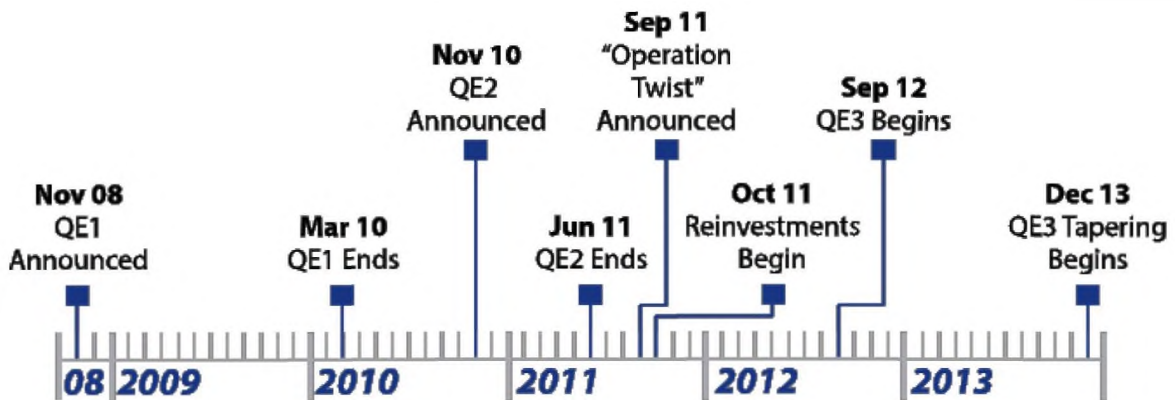 Nov 08
QE1
Announced
Mar 10
QE1 Ends
Nov 10
QE2
Announced
Jun 11
QE2 Ends
Sep 11
“Operation
Twist”
Announced
Oct 11
Reinvestments
Begin
Sep 12
QE3 Begins
Dec 13
QE3 Tapering
Begins
08 2009 2010 2011 2012 2013